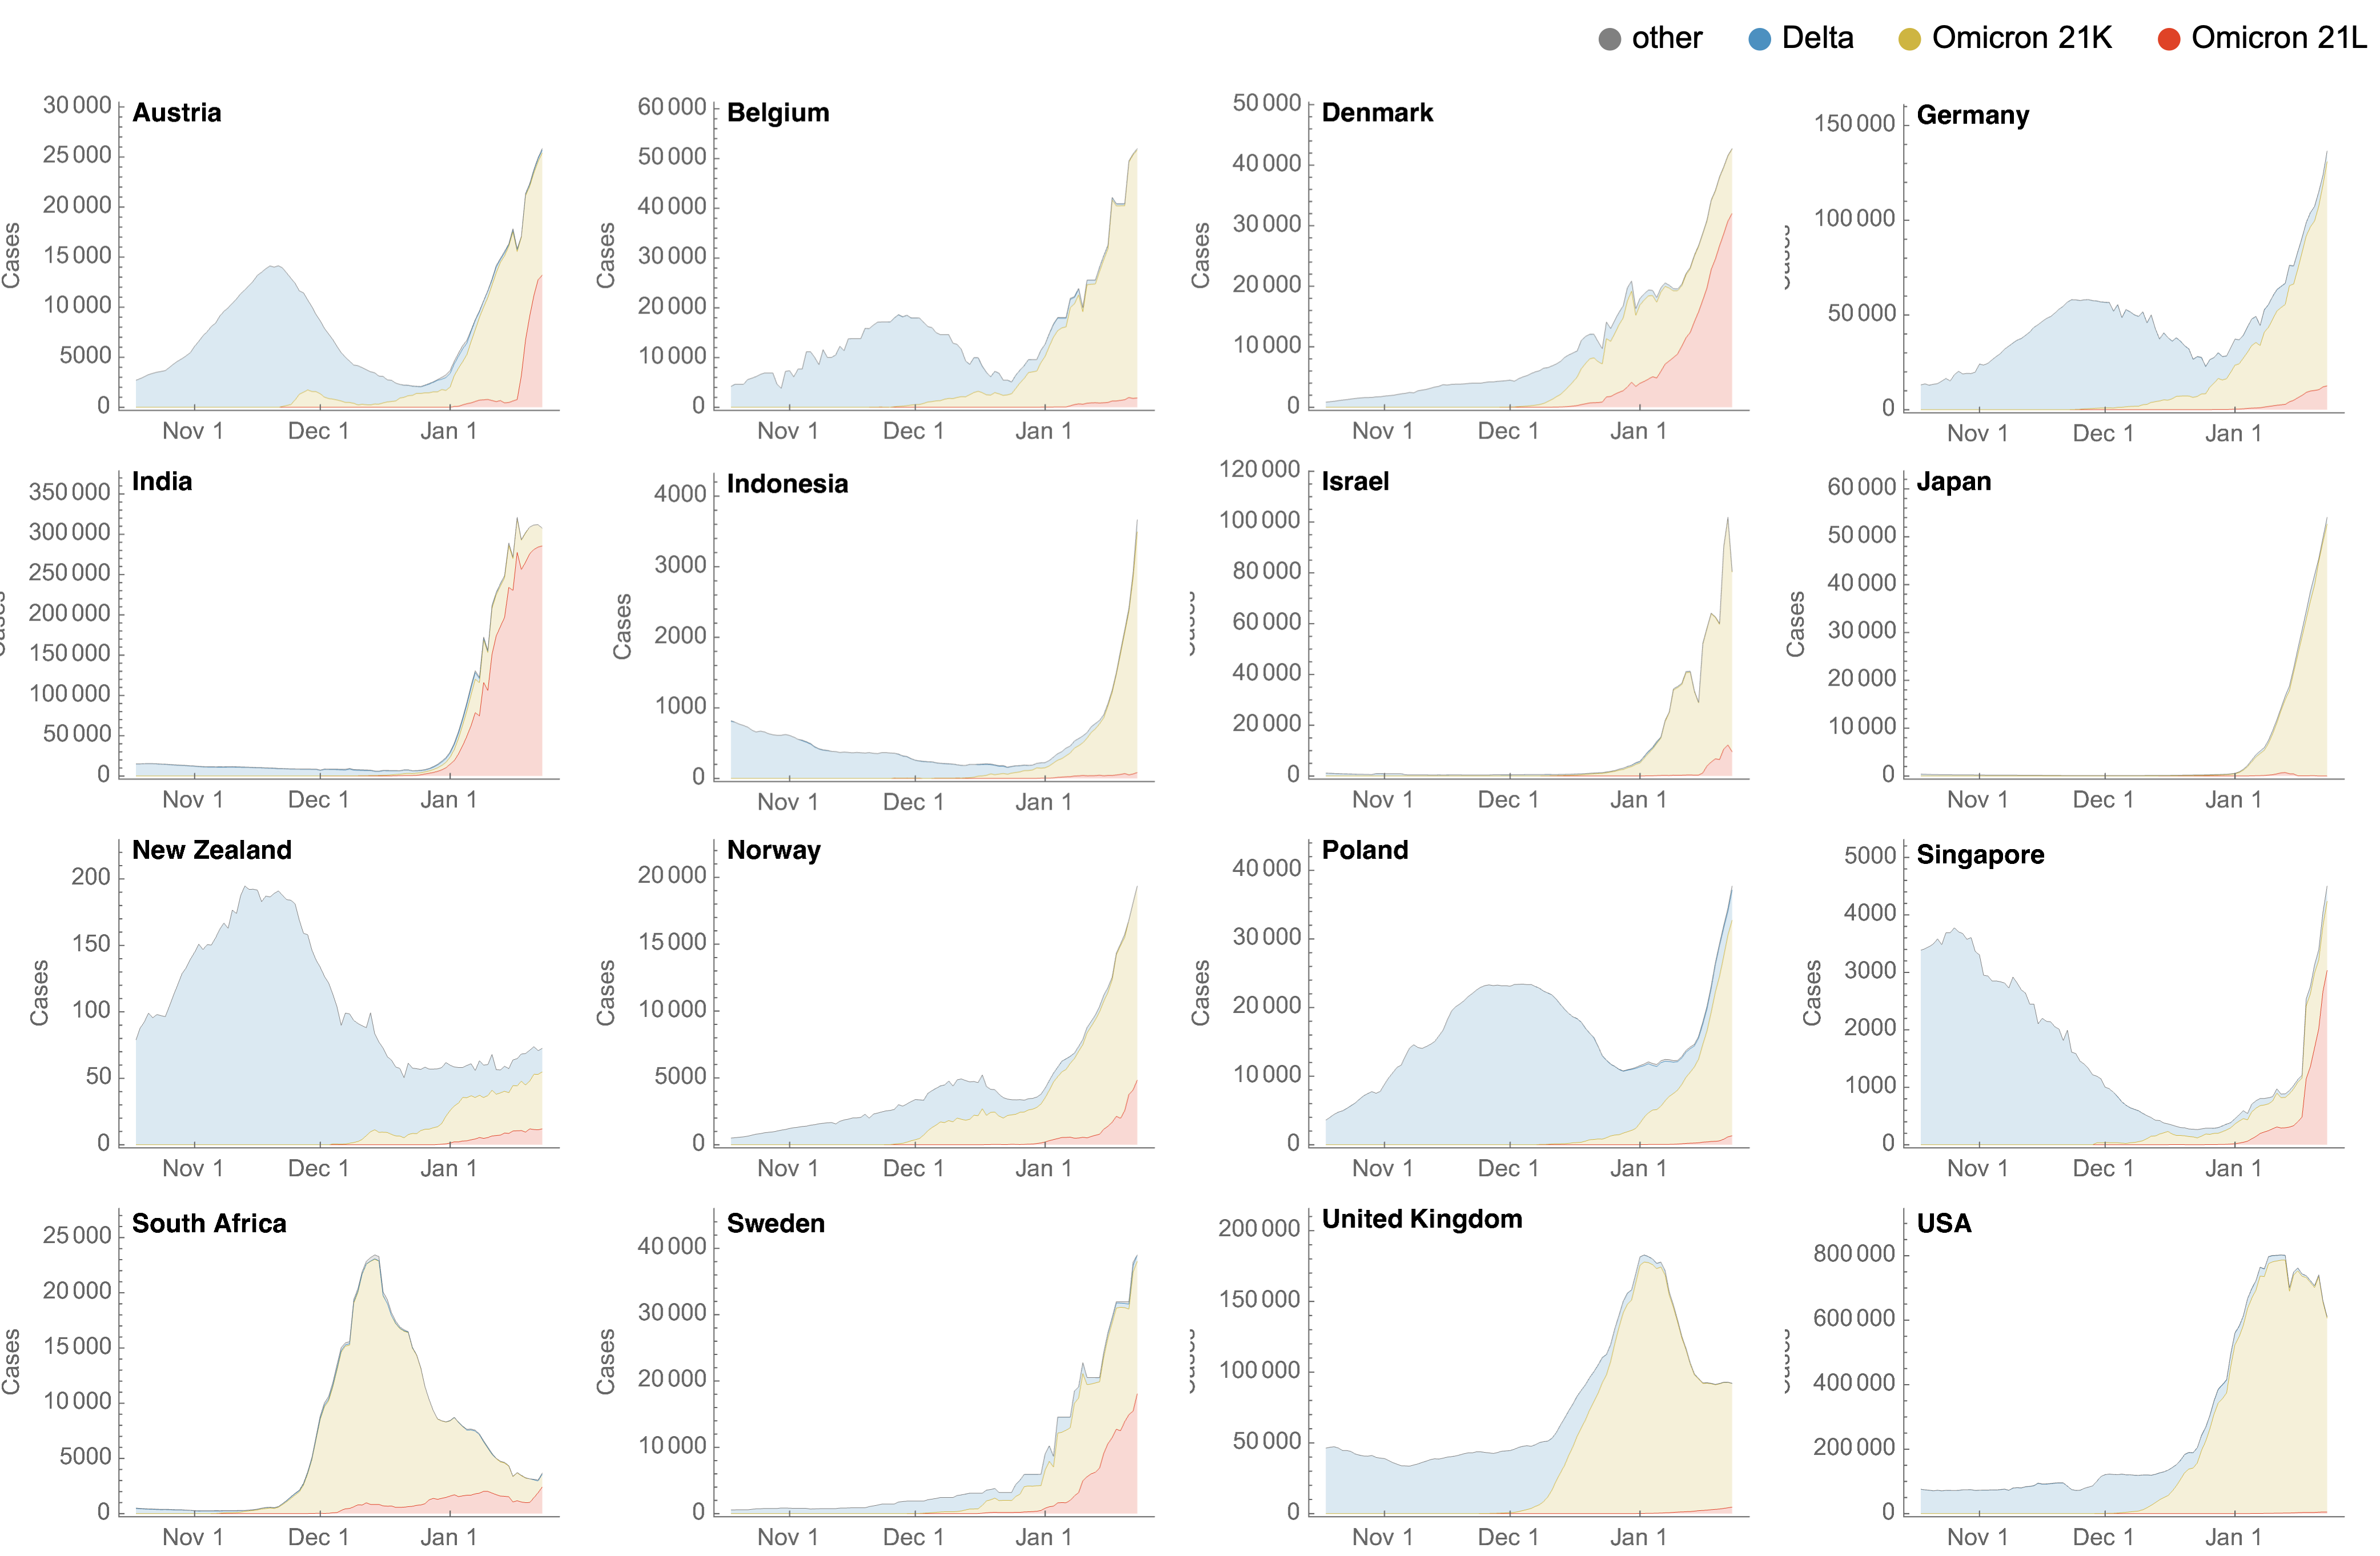 other Delta Omicron 21K Omicron 21L
Austria
30 000
25 000
20 000
15 000
10 000
5000
0
Cases
Nov 1 Dec 1 Jan 1
Belgium
60 000
50 000
40 000
30 000
20 000
10 000
0
Cases
Nov 1 Dec 1 Jan 1
Denmark
50 000
40 000
30 000
20 000
10 000
0
Cases
Nov 1 Dec 1 Jan 1
Germany
150 000
100 000
50 000
0
Nov 1 Dec 1 Jan 1
India
350 000
300 000
250 000
200 000
150 000
100 000
50 000
0
Nov 1 Dec 1 Jan 1
Indonesia
4000
3000
2000
1000
0
Cases
Nov 1 Dec 1 Jan 1
Israel
120 000
100 000
80 000
60 000
40 000
20 000
0
Nov 1 Dec 1 Jan 1
Japan
60 000
50 000
40 000
30 000
20 000
10 000
0
Cases
Nov 1 Dec 1 Jan 1
New Zealand
200
150
100
50
0
Cases
Nov 1 Dec 1 Jan 1
Norway
20 000
15 000
10 000
5000
0
Cases
Nov 1 Dec 1 Jan 1
Poland
40 000
30 000
20 000
10 000
0
Cases
Nov 1 Dec 1 Jan 1
Singapore
5000
4000
3000
2000
1000
0
Cases
Nov 1 Dec 1 Jan 1
South Africa
25 000
20 000
15 000
10 000
5000
0
Cases
Nov 1 Dec 1 Jan 1
Sweden
40 000
30 000
20 000
10 000
0
Cases
Nov 1 Dec 1 Jan 1
United Kingdom
200 000
150 000
100 000
50 000
0
Nov 1 Dec 1 Jan 1
USA
800 000
600 000
400 000
200 000
0
Nov 1 Dec 1 Jan 1